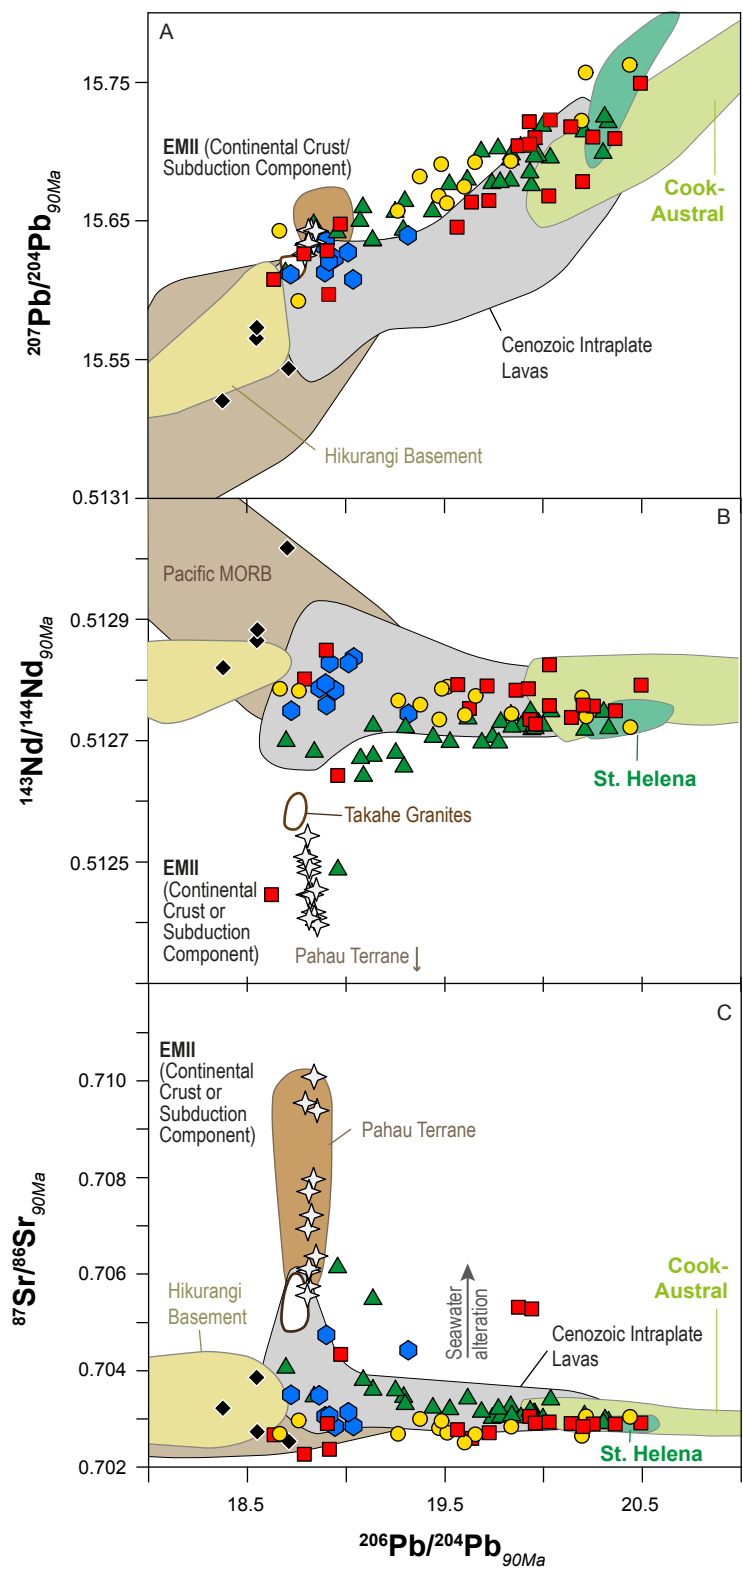 A
15.75
EMII (Continental Crust/
Subduction Component)
Cook-
Austral
15.65
207Pb/204Pb90Ma
Cenozoic Intraplate
Lavas
15.55
Hikurangi Basement
0.5131
B
Pacific MORB
0.5129
143Nd/144Nd90Ma
0.5127
St. Helena
Takahe Granites
0.5125
EMII
(Continental
Crust or
Subduction
Component)
Pahau Terrane
C
EMII
(Continental
Crust or
Subduction
Component)
0.710
Pahau Terrane
0.708
87Sr/86Sr90Ma
0.706
Hikurangi
Basement
Seawater
alteration
Cook-
Austral
Cenozoic Intraplate
Lavas
0.704
St. Helena
0.702
18.5 19.5 20.5
206Pb/204Pb90Ma